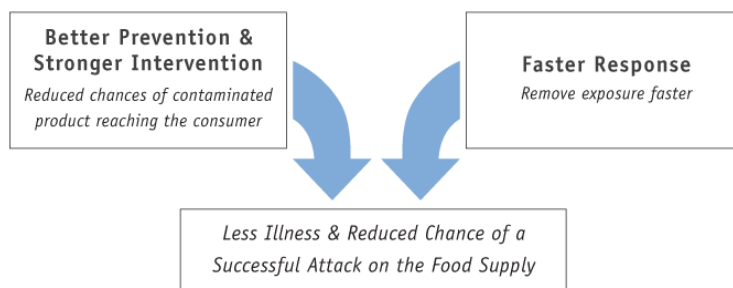 Better Prevention &
Stronger Intervention
Reduced chances of contaminated
product reaching the consumer
Faster Response
Remove exposure faster
Less Illness & Reduced Chance of a
Successful Attack on the Food Supply